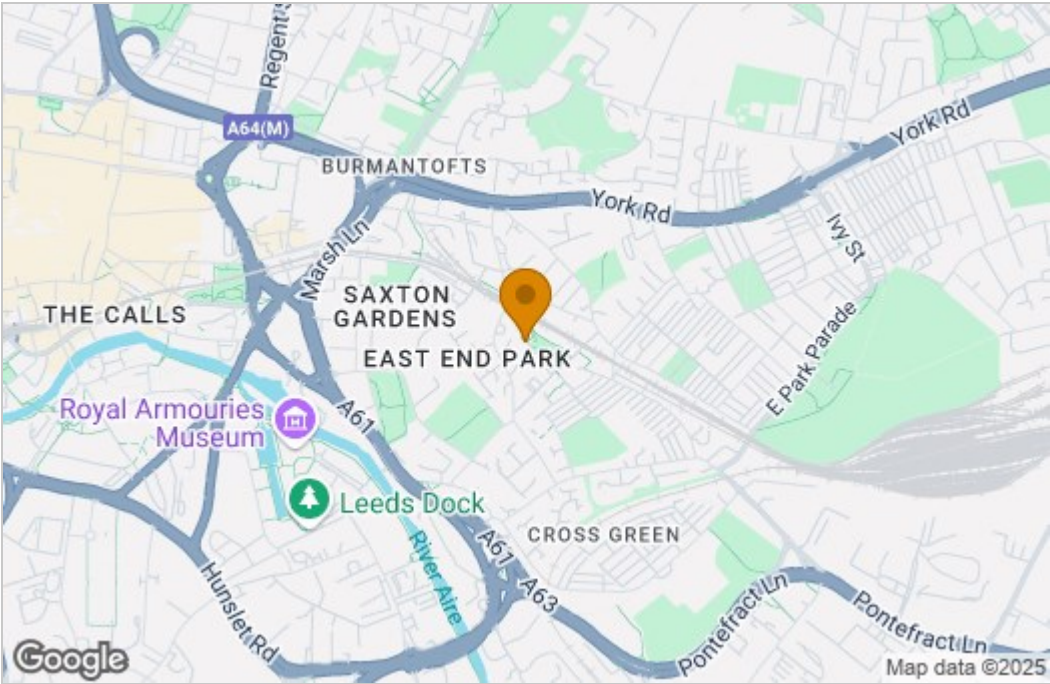 Regent S
A64(M)
York Rd
BURMANTOFTS
York Rd
Ivy St
Marsh Ln
SAXTON
GARDENS
THE CALLS
EAST END PARK
E Park Parade
Royal Armouries
Museum
A61
Leeds Dock
River Aire
A61
CROSS GREEN
A63
Hunslet Rd
Pontefract Ln
Pontefract Ln
Google
Map data ©2025